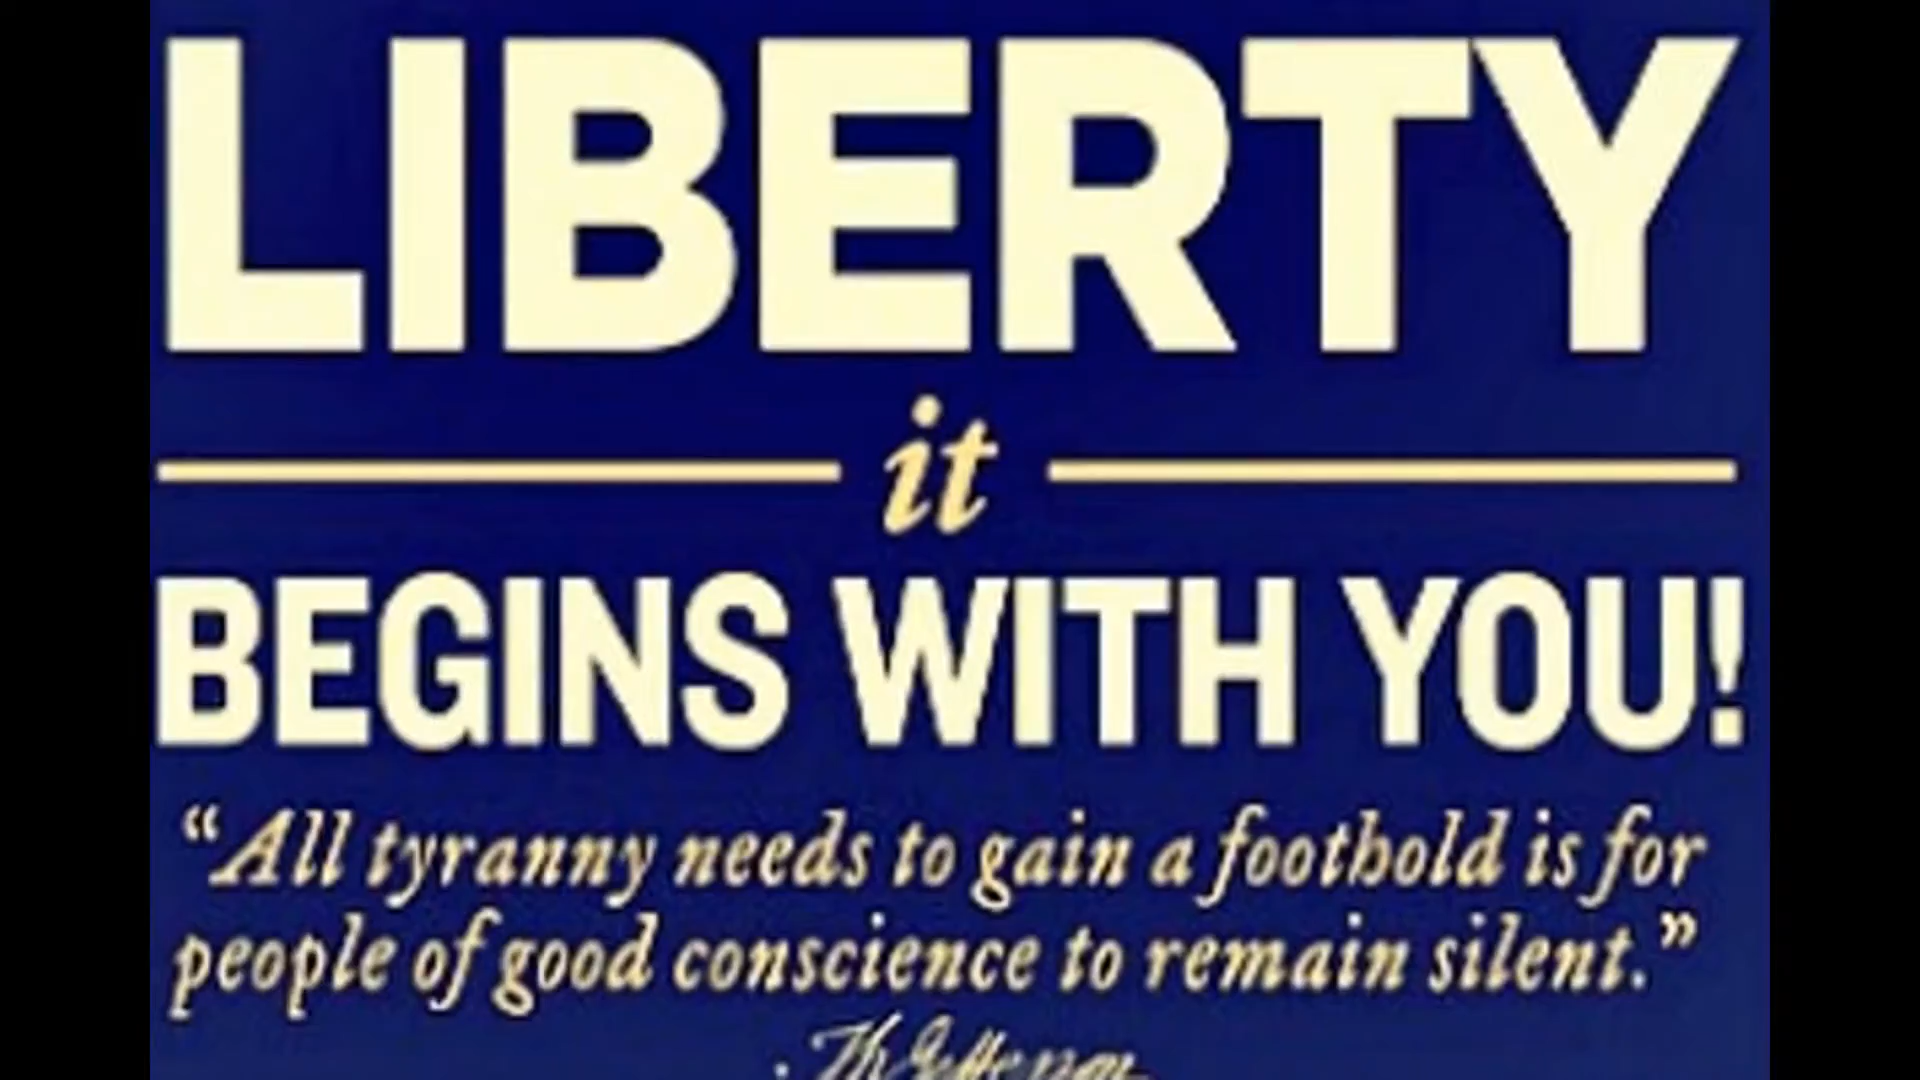 LIBERTY
it
BEGINS WITH YOU!
“All tyranny needs to gain a foothold is for
people of good conscience to remain silent.”